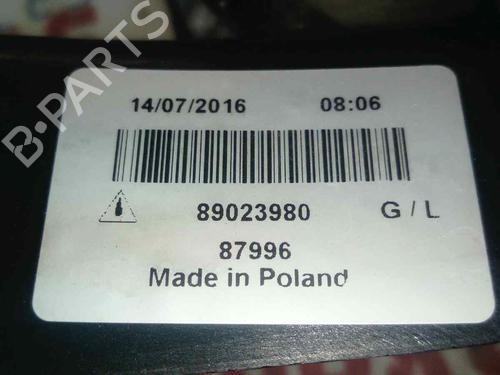 14/07/2016 08:06
89023980 G / L
87996
Made in Poland
B-PARTS